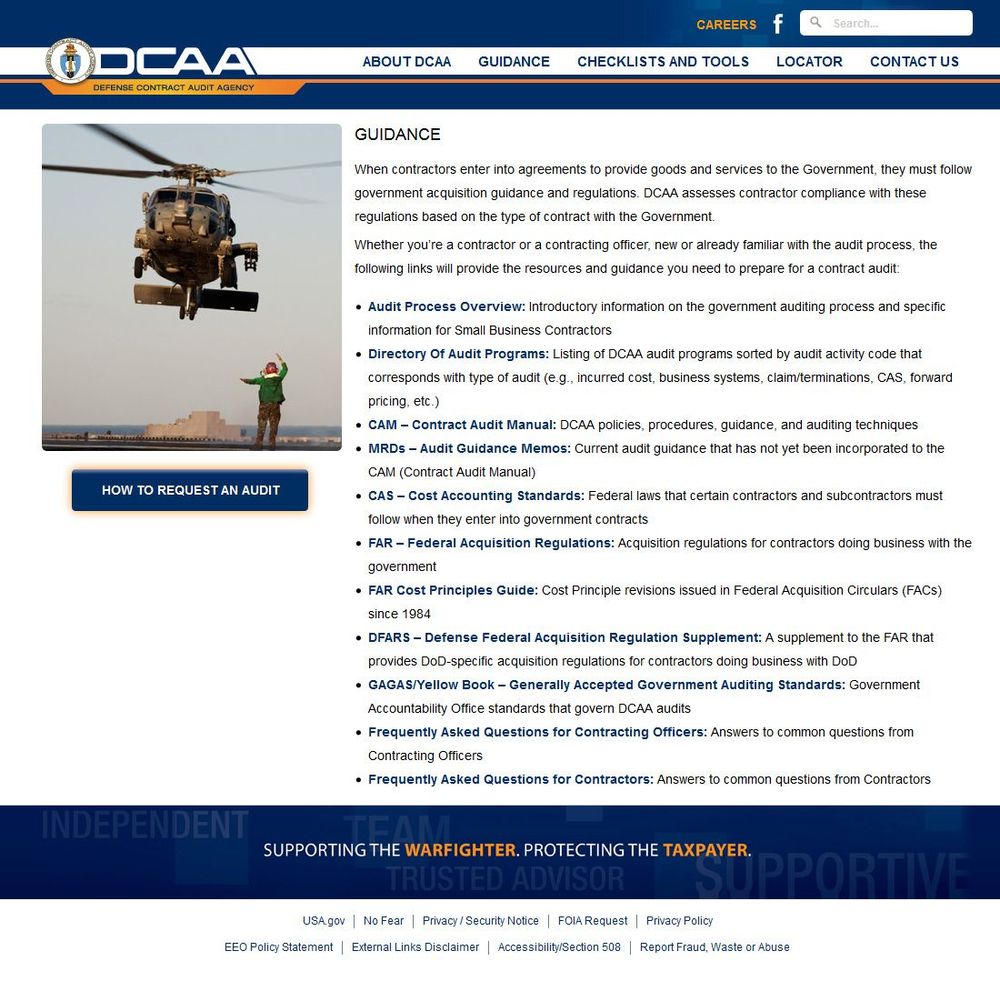 CAREERS
Search...
DCAA
DEFENSE CONTRACT AUDIT AGENCY
ABOUT DCAA
GUIDANCE
CHECKLISTS AND TOOLS
LOCATOR
CONTACT US
GUIDANCE
When contractors enter into agreements to provide goods and services to the Government, they must follow
government acquisition guidance and regulations. DCAA assesses contractor compliance with these
regulations based on the type of contract with the Government.
Whether you’re a contractor or a contracting officer, new or already familiar with the audit process, the
following links will provide the resources and guidance you need to prepare for a contract audit:
• Audit Process Overview: Introductory information on the government auditing process and specific
information for Small Business Contractors
• Directory Of Audit Programs: Listing of DCAA audit programs sorted by audit activity code that
corresponds with type of audit (e.g., incurred cost, business systems, claim/terminations, CAS, forward
pricing, etc.)
• CAM – Contract Audit Manual: DCAA policies, procedures, guidance, and auditing techniques
• MRDs – Audit Guidance Memos: Current audit guidance that has not yet been incorporated to the
CAM (Contract Audit Manual)
• CAS – Cost Accounting Standards: Federal laws that certain contractors and subcontractors must
follow when they enter into government contracts
• FAR – Federal Acquisition Regulations: Acquisition regulations for contractors doing business with the
government
• FAR Cost Principles Guide: Cost Principle revisions issued in Federal Acquisition Circulars (FACs)
since 1984
• DFARS – Defense Federal Acquisition Regulation Supplement: A supplement to the FAR that
provides DoD-specific acquisition regulations for contractors doing business with DoD
• GAGAS/Yellow Book – Generally Accepted Government Auditing Standards: Government
Accountability Office standards that govern DCAA audits
• Frequently Asked Questions for Contracting Officers: Answers to common questions from
Contracting Officers
• Frequently Asked Questions for Contractors: Answers to common questions from Contractors
HOW TO REQUEST AN AUDIT
INDEPENDENT
TEAM
SUPPORTING THE WARFIGHTER. PROTECTING THE TAXPAYER.
TRUSTED ADVISOR
SUPPORTIVE
USA.gov | No Fear | Privacy / Security Notice | FOIA Request | Privacy Policy
EEO Policy Statement | External Links Disclaimer | Accessibility/Section 508 | Report Fraud, Waste or Abuse